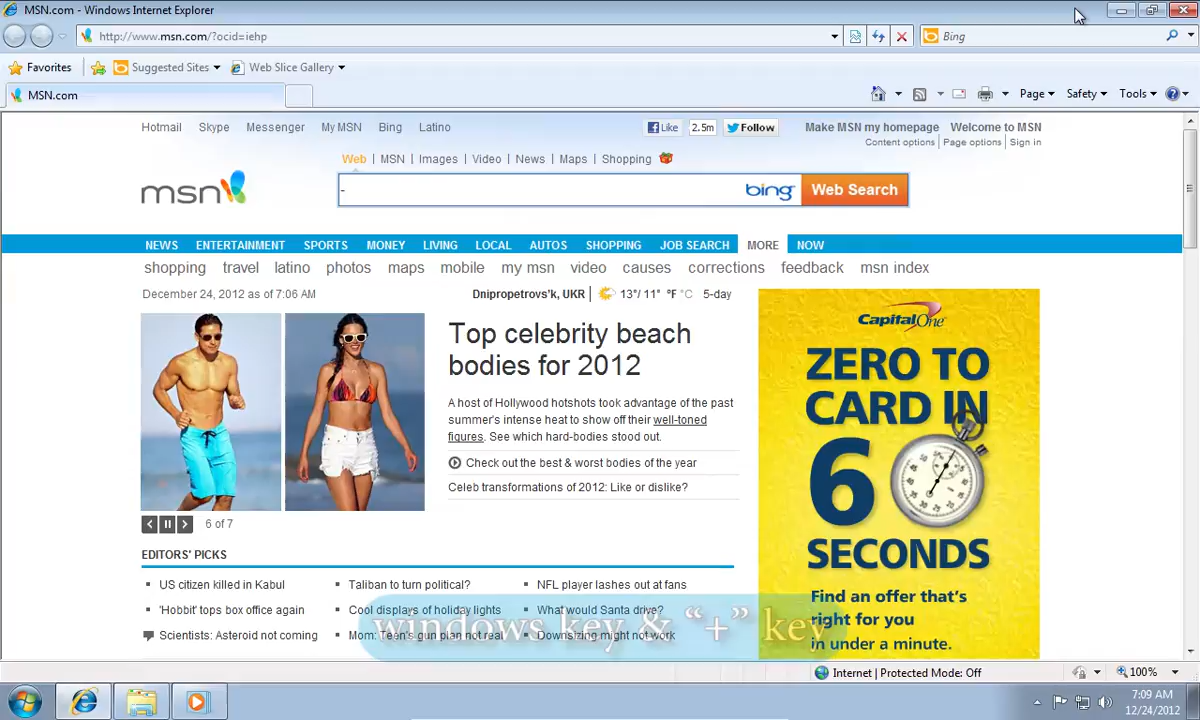 MSN.com - Windows Internet Explorer
http://www.msn.com/?ocid=iehp
Bing
Favorites Suggested Sites Web Slice Gallery
MSN.com
Page Safety Tools
Hotmail Skype Messenger My MSN Bing Latino
Like 2.5m Follow
Make MSN my homepage Welcome to MSN
Content options Page options Sign in
Web | MSN | Images | Video | News | Maps | Shopping
msn
- bing Web Search
NEWS ENTERTAINMENT SPORTS MONEY LIVING LOCAL AUTOS SHOPPING JOB SEARCH MORE NOW
shopping travel latino photos maps mobile my msn video causes corrections feedback msn index
December 24, 2012 as of 7:06 AM
Dnipropetrovs'k, UKR | 13°/ 11° °F °C 5-day
Top celebrity beach
bodies for 2012
A host of Hollywood hotshots took advantage of the past
summer's intense heat to show off their well-toned
figures. See which hard-bodies stood out.
Check out the best & worst bodies of the year
Celeb transformations of 2012: Like or dislike?
6 of 7
EDITORS' PICKS
US citizen killed in Kabul
'Hobbit' tops box office again
Scientists: Asteroid not coming
Taliban to turn political?
Cool displays of holiday lights
Mom: Teen's gun plan not real
NFL player lashes out at fans
What would Santa drive?
Downsizing might not work
windows key & “+” key
Capital One
ZERO TO
CARD IN
6
SECONDS
Find an offer that's
right for you
in under a minute.
Internet | Protected Mode: Off
100%
7:09 AM
12/24/2012